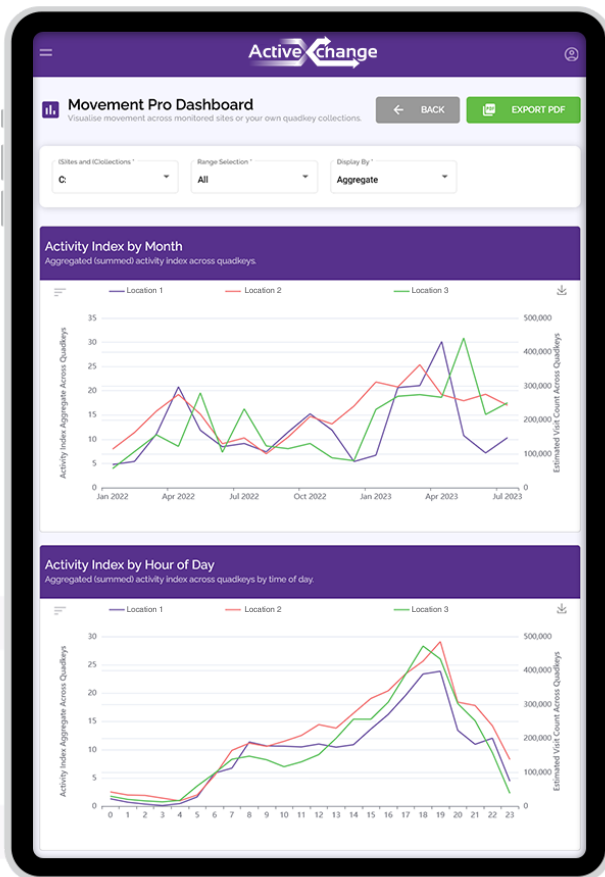 ActiveXchange
Movement Pro Dashboard
Visualise movement across monitored sites or your own quadkey collections.
BACK
PDF
EXPORT PDF
(S)ites and (C)ollections *
C:
Range Selection *
All
Display By *
Aggregate
Activity Index by Month
Aggregated (summed) activity index across quadkeys.
Location 1
Location 2
Location 3
Activity Index Aggregate Across Quadkeys
35
30
25
20
15
10
5
0
500,000
400,000
300,000
200,000
100,000
0
Estimated Visit Count Across Quadkeys
Jan 2022 Apr 2022 Jul 2022 Oct 2022 Jan 2023 Apr 2023 Jul 2023
Activity Index by Hour of Day
Aggregated (summed) activity index across quadkeys by time of day.
Location 1
Location 2
Location 3
Activity Index Aggregate Across Quadkeys
30
25
20
15
10
5
0
500,000
400,000
300,000
200,000
100,000
0
Estimated Visit Count Across Quadkeys
0 1 2 3 4 5 6 7 8 9 10 11 12 13 14 15 16 17 18 19 20 21 22 23